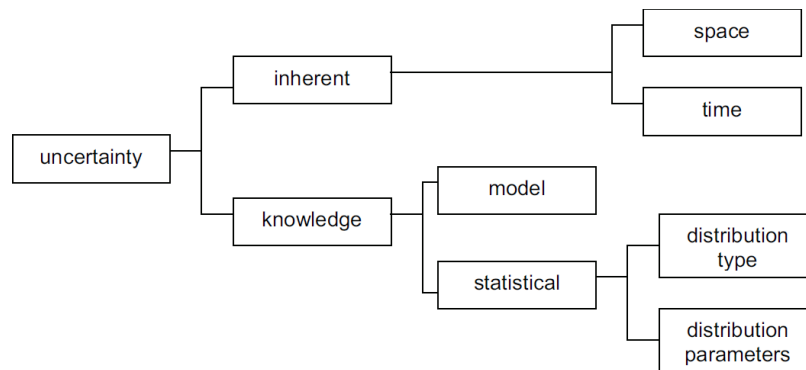 space
inherent
time
uncertainty
model
knowledge
distribution
type
statistical
distribution
parameters